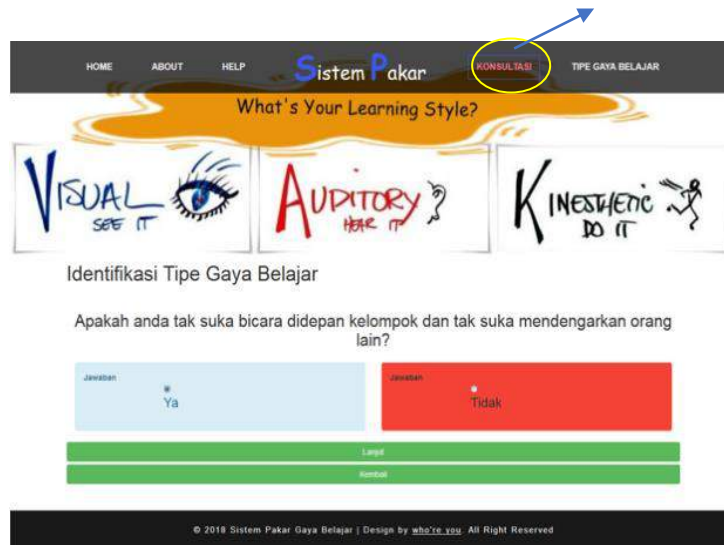 HOME ABOUT HELP Sistem Pakar KONSULTASI TIPE GAYA BELAJAR
What's Your Learning Style?
VISUAL AUDITORY KINESTHETIC
SEE IT HEAR IT DO IT
Identifikasi Tipe Gaya Belajar
Apakah anda tak suka bicara didepan kelompok dan tak suka mendengarkan orang
lain?
Jawaban Jawaban
Ya Tidak
Lanjut
Kembali
© 2018 Sistem Pakar Gaya Belajar | Design by who're you. All Right Reserved